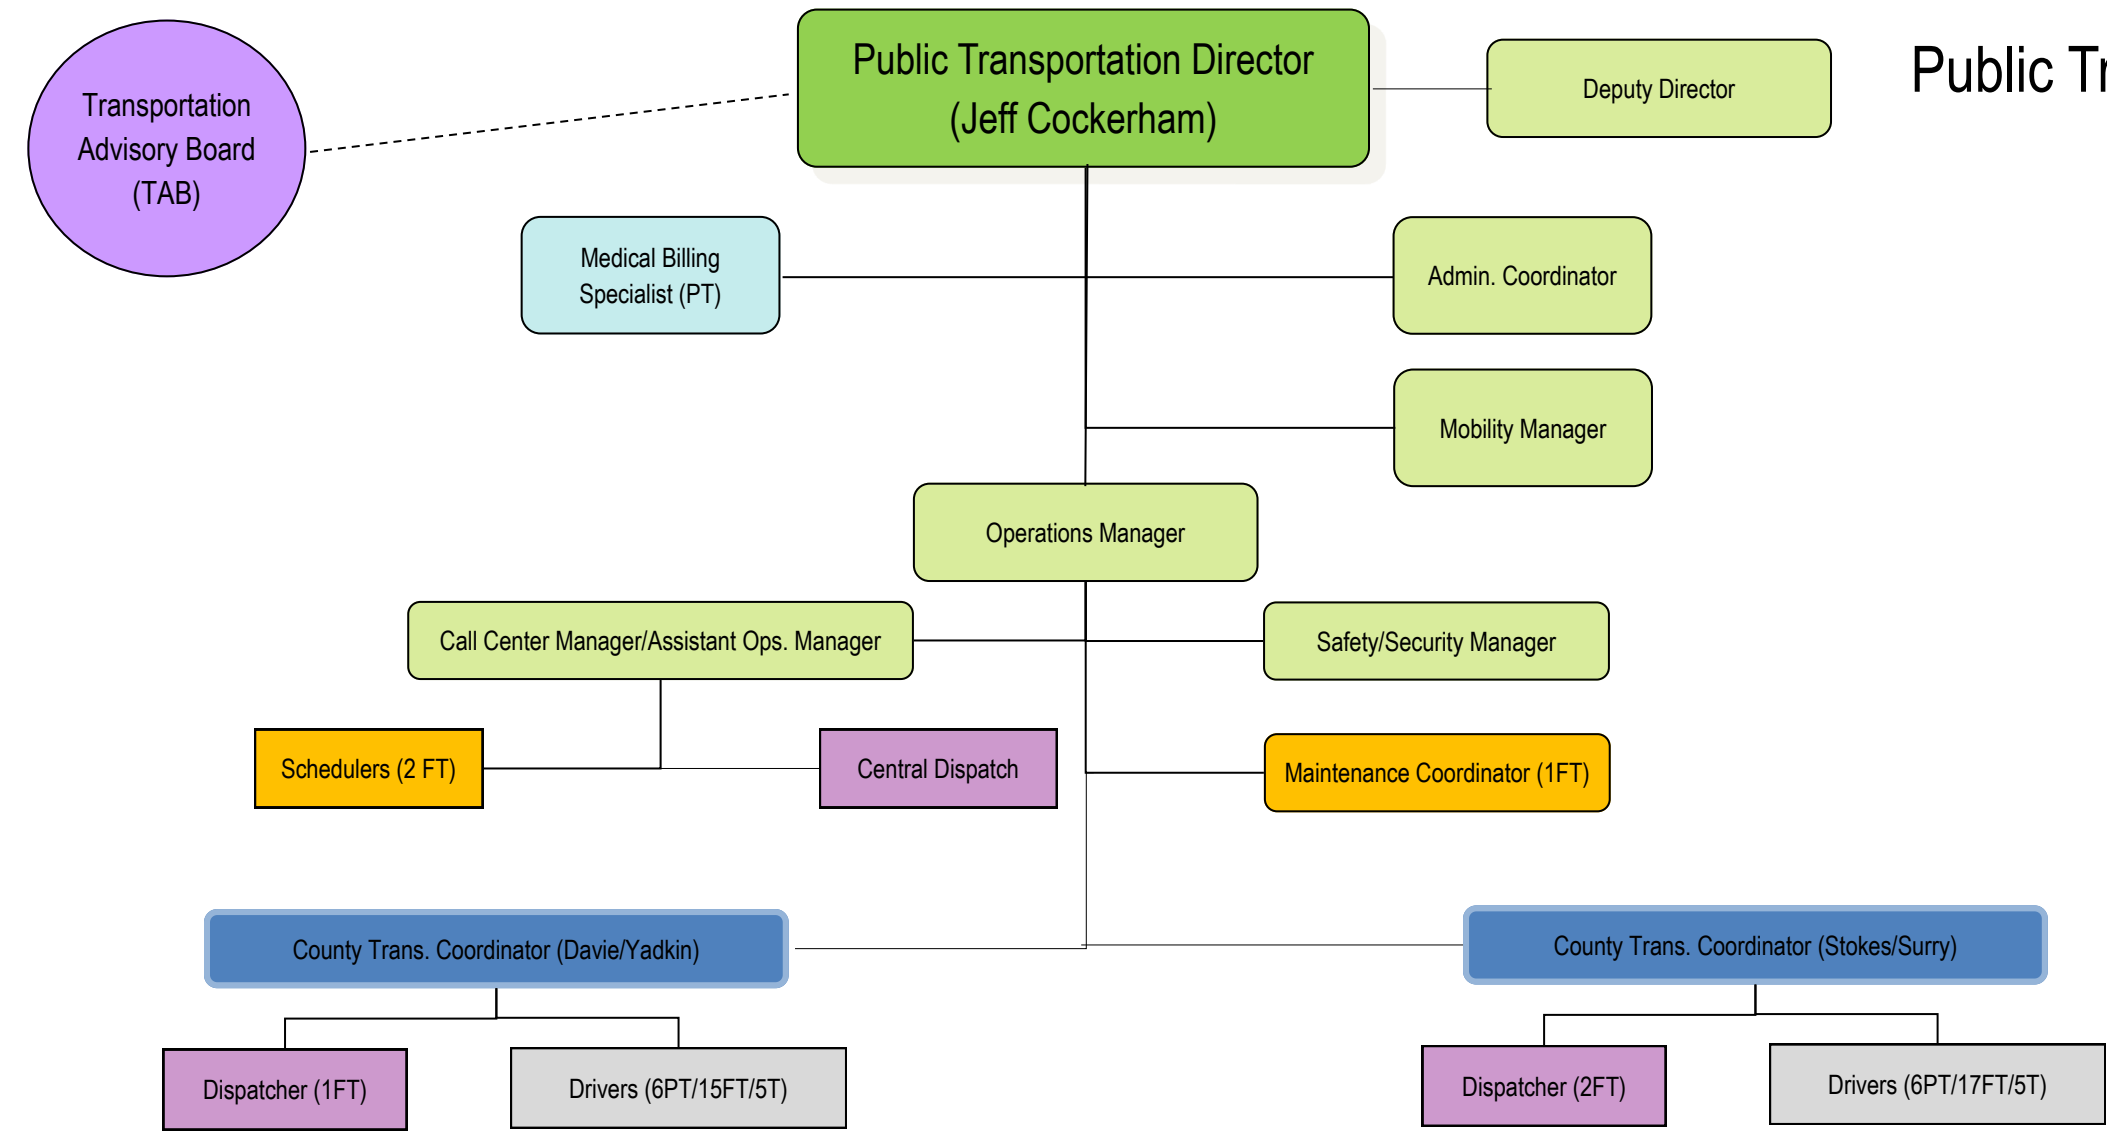 Public Transportation Director
(Jeff Cockerham)
Deputy Director
Public
Transportation
Advisory Board
(TAB)
Medical Billing
Specialist (PT)
Admin. Coordinator
Mobility Manager
Operations Manager
Call Center Manager/Assistant Ops. Manager
Safety/Security Manager
Schedulers (2 FT)
Central Dispatch
Maintenance Coordinator (1FT)
County Trans. Coordinator (Davie/Yadkin)
County Trans. Coordinator (Stokes/Surry)
Dispatcher (1FT)
Drivers (6PT/15FT/5T)
Dispatcher (2FT)
Drivers (6PT/17FT/5T)